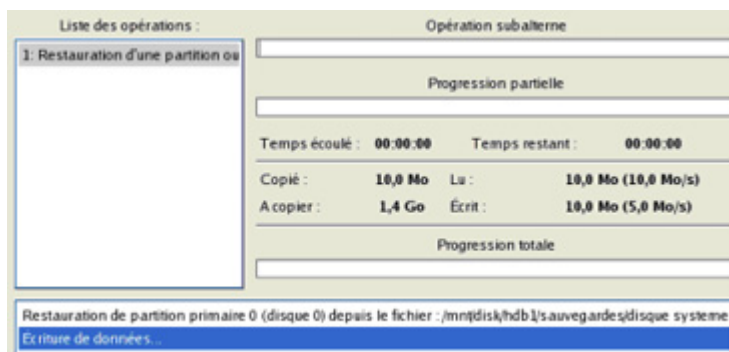 Liste des opérations :
1: Restauration d'une partition ou
Opération subalterne
Progression partielle
Temps écoulé : 00:00:00 Temps restant : 00:00:00
Copié : 10,0 Mo Lu : 10,0 Mo (10,0 Mo/s)
A copier : 1,4 Go Écrit : 10,0 Mo (5,0 Mo/s)
Progression totale
Restauration de partition primaire 0 (disque 0) depuis le fichier : /mnt/disk/hdb1/sauvegardes/disque systeme
Ecriture de données...